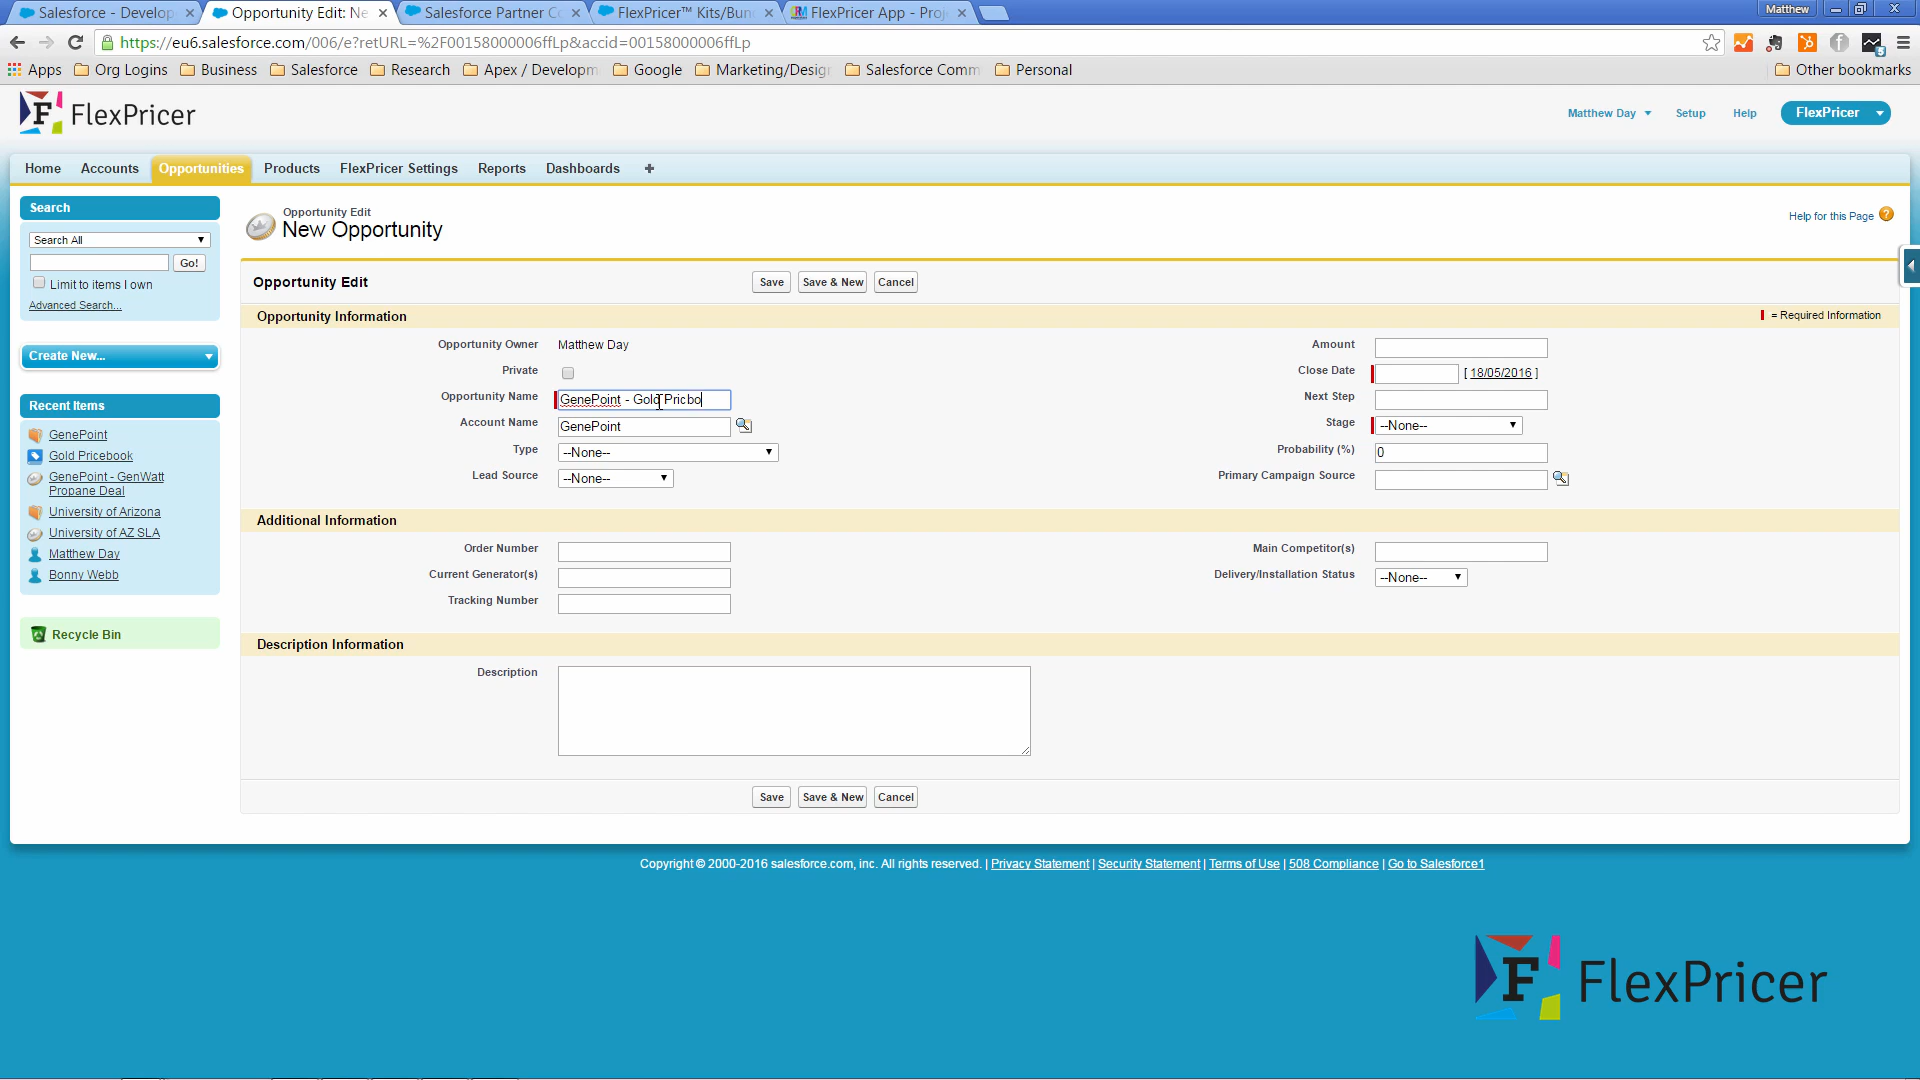 Salesforce - Develop
Opportunity Edit: Ne
Salesforce Partner Co
FlexPricer™ Kits/Bun
FlexPricer App - Proj
Matthew
https://eu6.salesforce.com/006/e?retURL=%2F00158000006ffLp&accid=00158000006ffLp
Apps Org Logins Business Salesforce Research Apex / Developm Google Marketing/Desig Salesforce Comm Personal Other bookmarks
FlexPricer
Matthew Day Setup Help FlexPricer
Home Accounts Opportunities Products FlexPricer Settings Reports Dashboards +
Search
Search All
Go!
Limit to items I own
Advanced Search...
Create New...
Recent Items
GenePoint
Gold Pricebook
GenePoint - GenWatt
Propane Deal
University of Arizona
University of AZ SLA
Matthew Day
Bonny Webb
Recycle Bin
Opportunity Edit
New Opportunity
Help for this Page ?
Opportunity Edit Save Save & New Cancel
Opportunity Information = Required Information
Opportunity Owner Matthew Day
Private
Opportunity Name GenePoint - Gold Pricbo
Account Name GenePoint
Type --None--
Lead Source --None--
Amount
Close Date [ 18/05/2016 ]
Next Step
Stage --None--
Probability (%) 0
Primary Campaign Source
Additional Information
Order Number
Current Generator(s)
Tracking Number
Main Competitor(s)
Delivery/Installation Status --None--
Description Information
Description
Save Save & New Cancel
Copyright © 2000-2016 salesforce.com, inc. All rights reserved. | Privacy Statement | Security Statement | Terms of Use | 508 Compliance | Go to Salesforce1
F FlexPricer